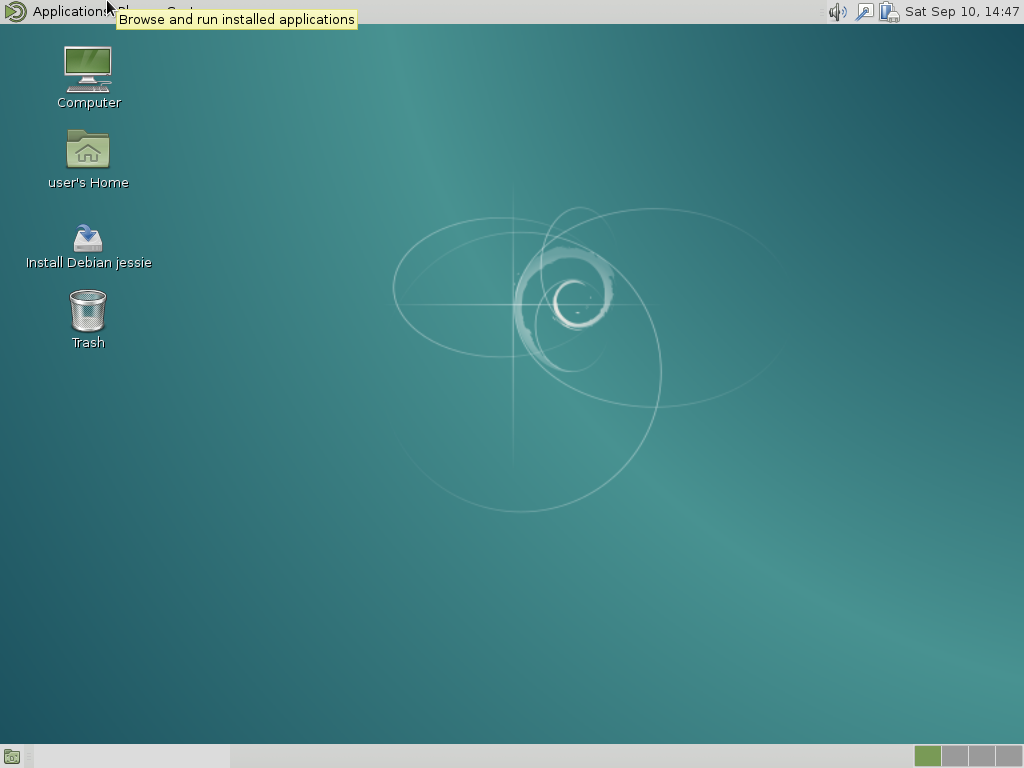 Applications
Browse and run installed applications
Sat Sep 10, 14:47
Computer
user's Home
Install Debian jessie
Trash